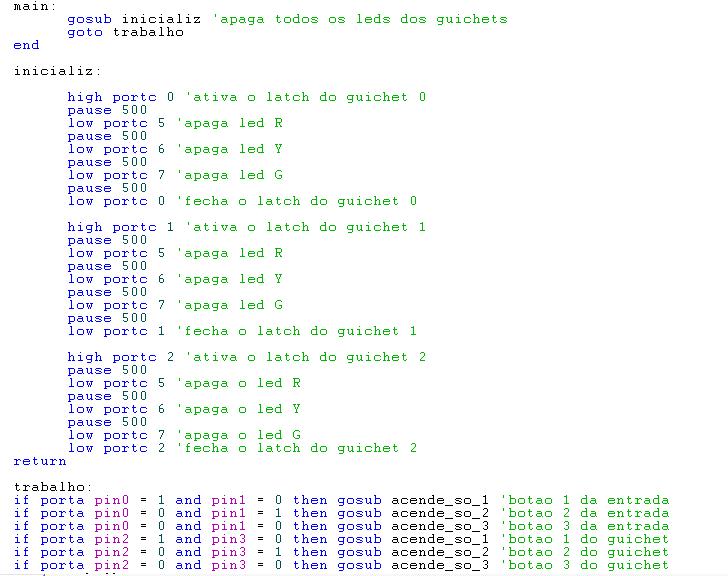 main:
gosub inicializ 'apaga todos os leds dos guichets
goto trabalho
end
inicializ:
high portc 0 'ativa o latch do guichet 0
pause 500
low portc 5 'apaga led R
pause 500
low portc 6 'apaga led Y
pause 500
low portc 7 'apaga led G
pause 500
low portc 0 'fecha o latch do guichet 0
high portc 1 'ativa o latch do guichet 1
pause 500
low portc 5 'apaga led R
pause 500
low portc 6 'apaga led Y
pause 500
low portc 7 'apaga led G
pause 500
low portc 1 'fecha o latch do guichet 1
high portc 2 'ativa o latch do guichet 2
pause 500
low portc 5 'apaga o led R
pause 500
low portc 6 'apaga o led Y
pause 500
low portc 7 'apaga o led G
low portc 2 'fecha o latch do guichet 2
return
trabalho:
if porta pin0 = 1 and pin1 = 0 then gosub acende_so_1 'botao 1 da entrada
if porta pin0 = 0 and pin1 = 1 then gosub acende_so_2 'botao 2 da entrada
if porta pin0 = 0 and pin1 = 0 then gosub acende_so_3 'botao 3 da entrada
if porta pin2 = 1 and pin3 = 0 then gosub acende_so_1 'botao 1 do guichet
if porta pin2 = 0 and pin3 = 1 then gosub acende_so_2 'botao 2 do guichet
if porta pin2 = 0 and pin3 = 0 then gosub acende_so_3 'botao 3 do guichet